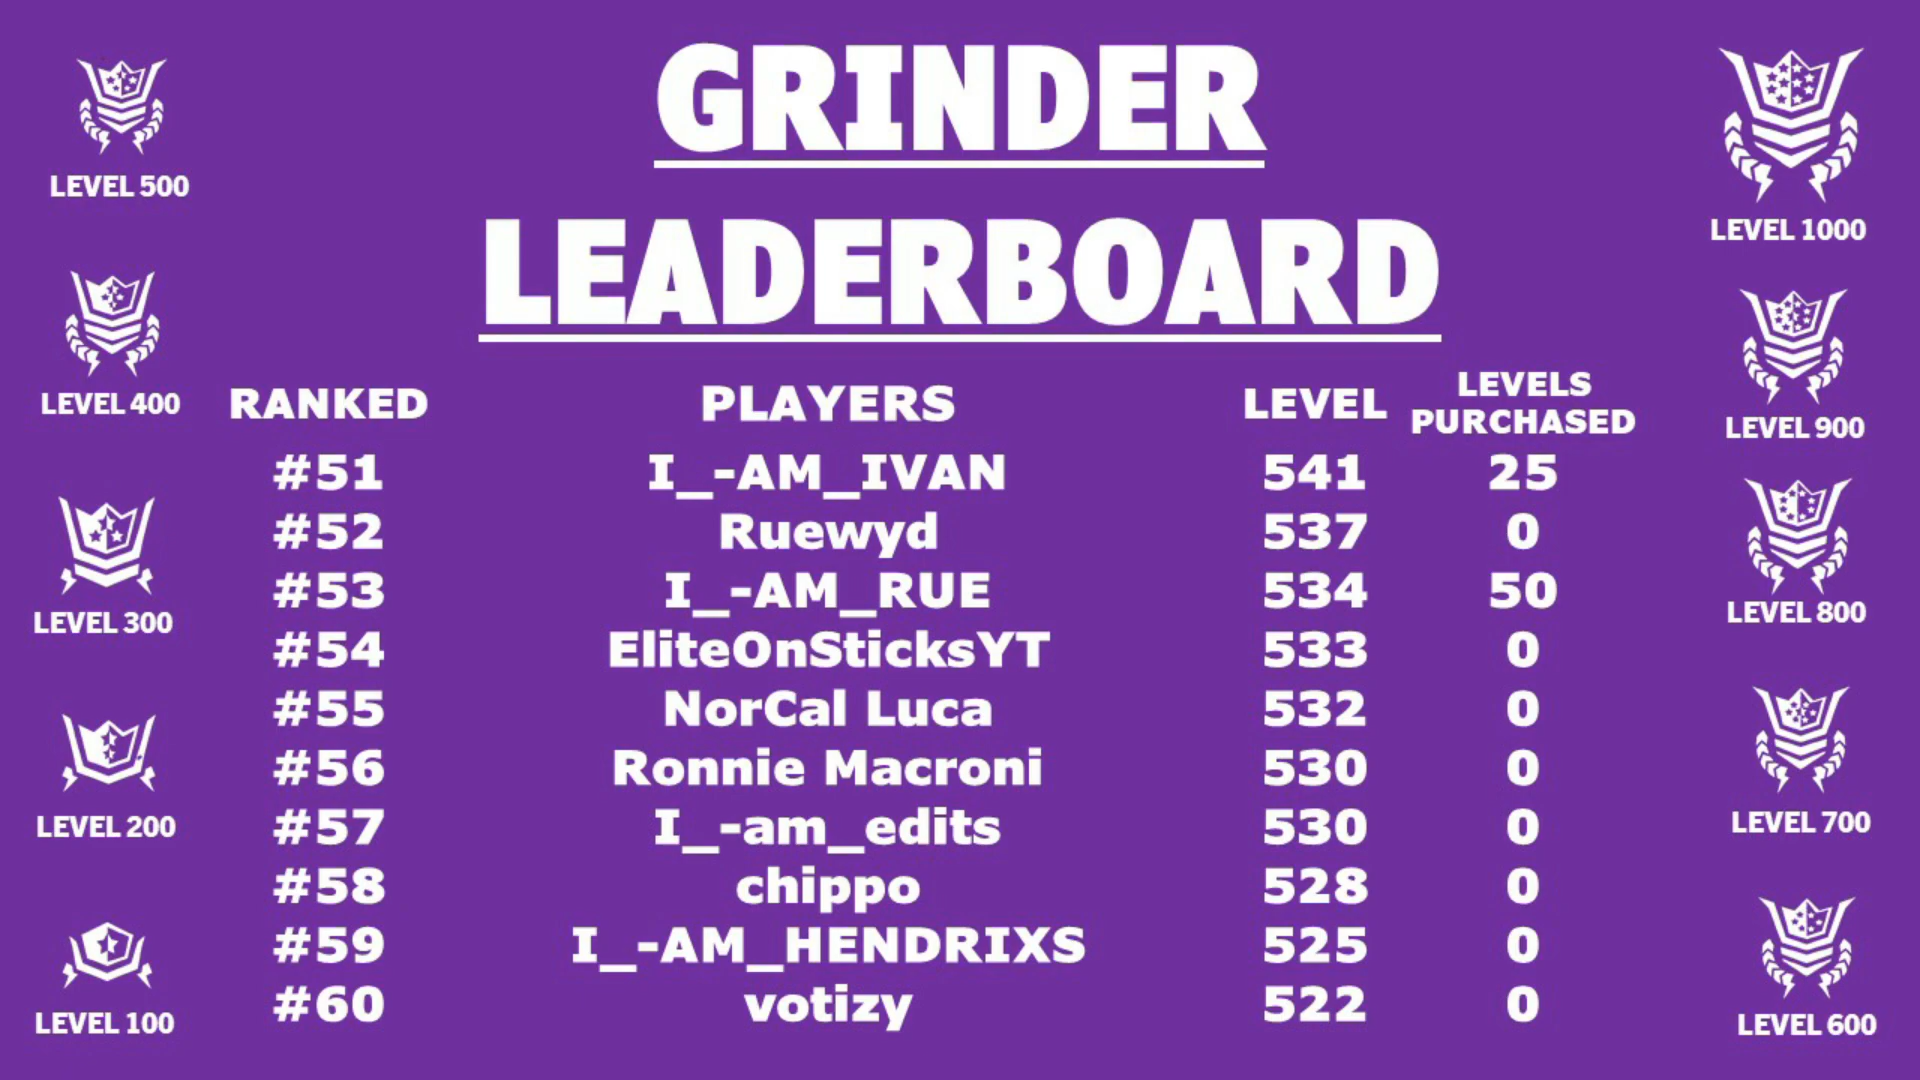 GRINDER
LEADERBOARD
RANKED PLAYERS LEVEL LEVELS PURCHASED
#51 I_-AM_IVAN 541 25
#52 Ruewyd 537 0
#53 I_-AM_RUE 534 50
#54 EliteOnSticksYT 533 0
#55 NorCal Luca 532 0
#56 Ronnie Macroni 530 0
#57 I_-am_edits 530 0
#58 chippo 528 0
#59 I_-AM_HENDRIXS 525 0
#60 votizy 522 0
LEVEL 500
LEVEL 400
LEVEL 300
LEVEL 200
LEVEL 100
LEVEL 1000
LEVEL 900
LEVEL 800
LEVEL 700
LEVEL 600